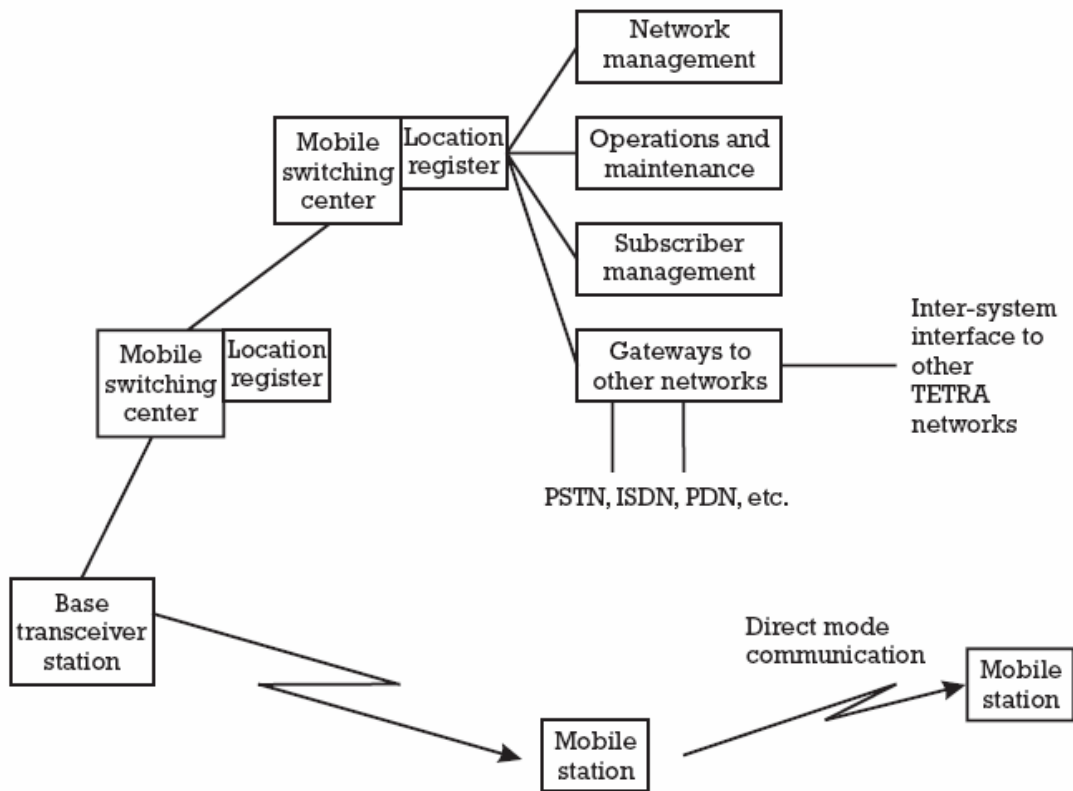 Network
management
Mobile
switching
center
Location
register
Operations and
maintenance
Subscriber
management
Mobile
switching
center
Location
register
Gateways to
other networks
Inter-system
interface to
other
TETRA
networks
PSTN, ISDN, PDN, etc.
Base
transceiver
station
Direct mode
communication
Mobile
station
Mobile
station